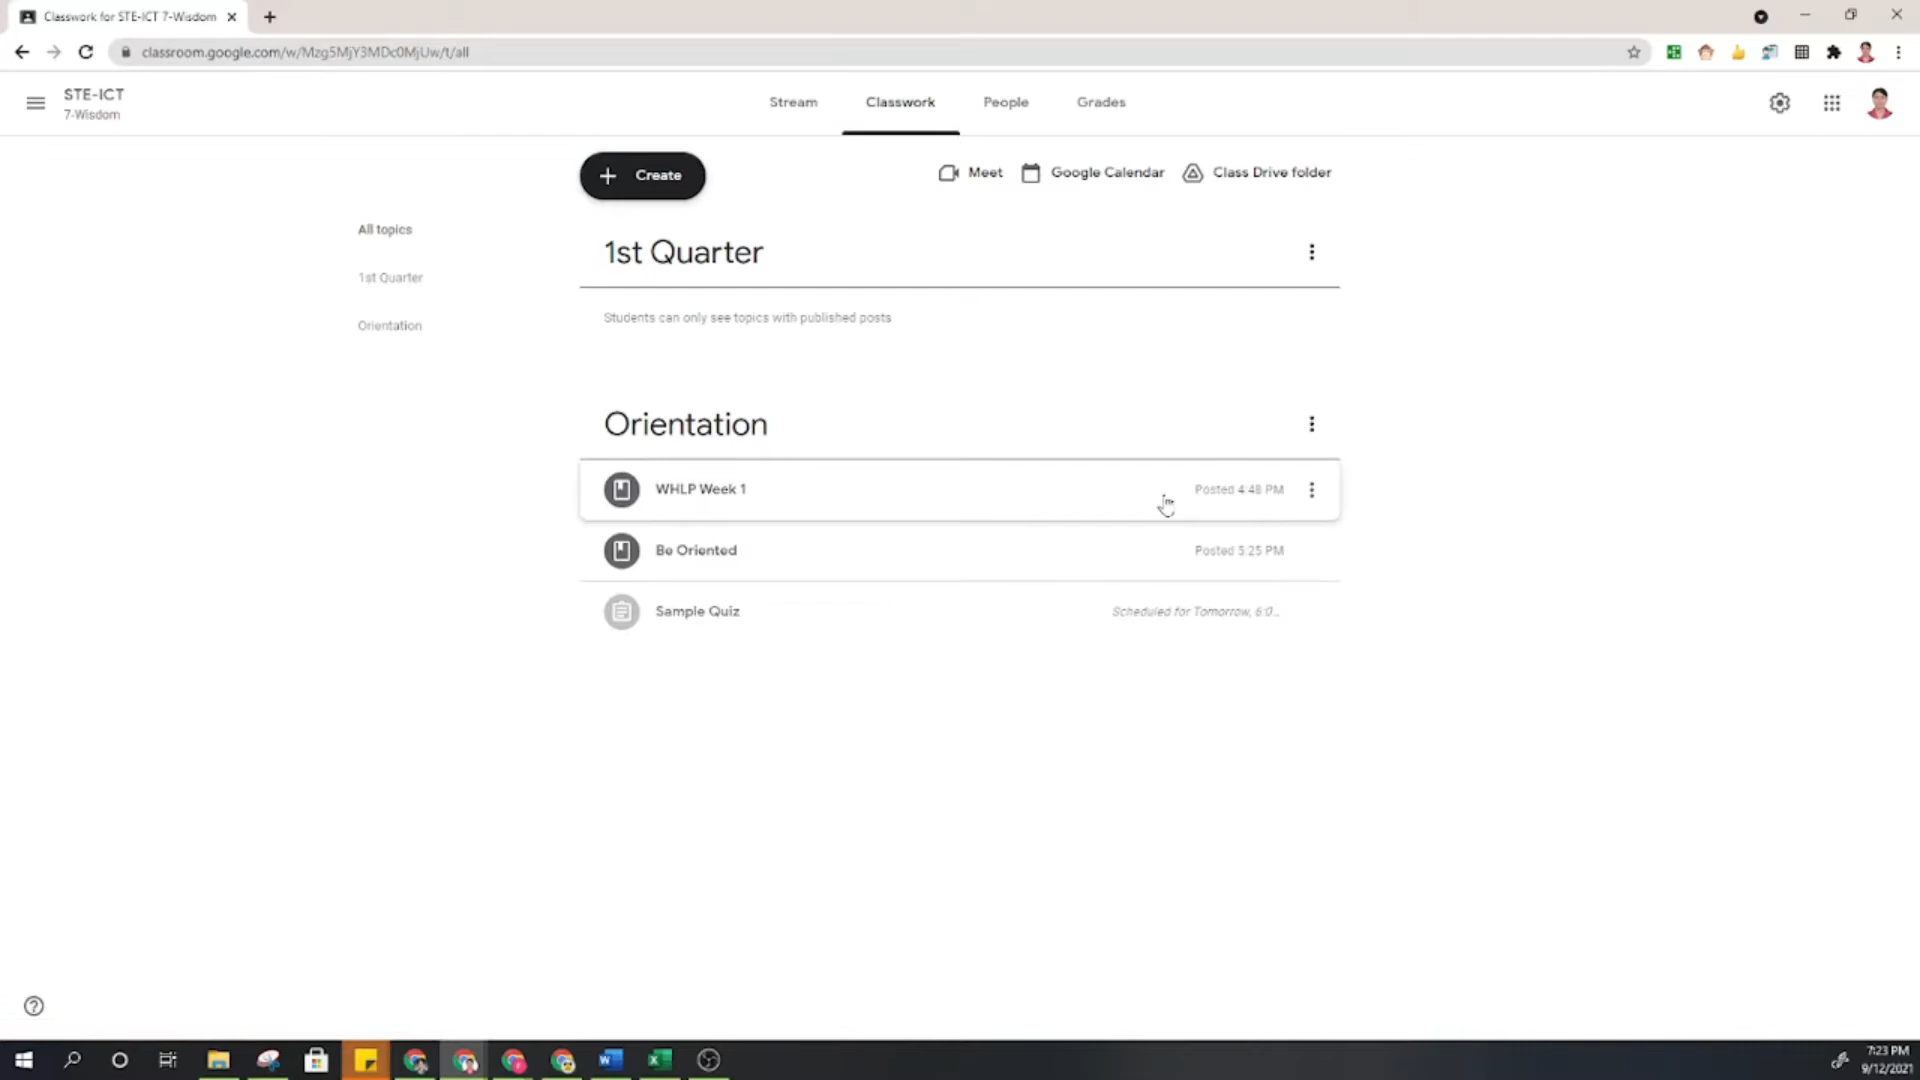 Classwork for STE-ICT 7-Wisdom
classroom.google.com/w/Mzg5MjY3MDc0MjUw/t/all
STE-ICT
7-Wisdom
Stream
Classwork
People
Grades
Create
Meet
Google Calendar
Class Drive folder
All topics
1st Quarter
Orientation
1st Quarter
Students can only see topics with published posts
Orientation
WHLP Week 1
Posted 4:48 PM
Be Oriented
Posted 5:25 PM
Sample Quiz
Scheduled for Tomorrow, 6:0...
7:23 PM
9/12/2021